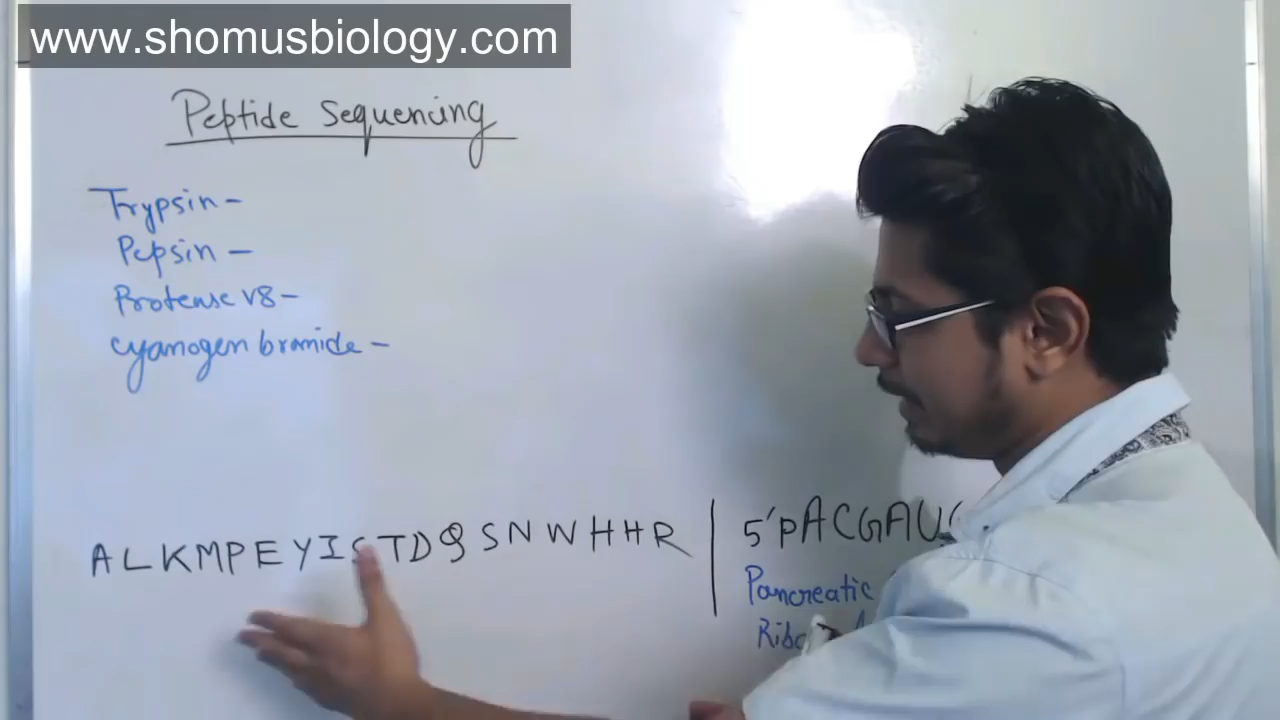 www.shomusbiology.com
Peptide Sequencing
Trypsin -
Pepsin -
Protease V8 -
cyanogen bromide -
ALKMPEYISTDQSNWHHR
5'pACGAU
Pancreatic